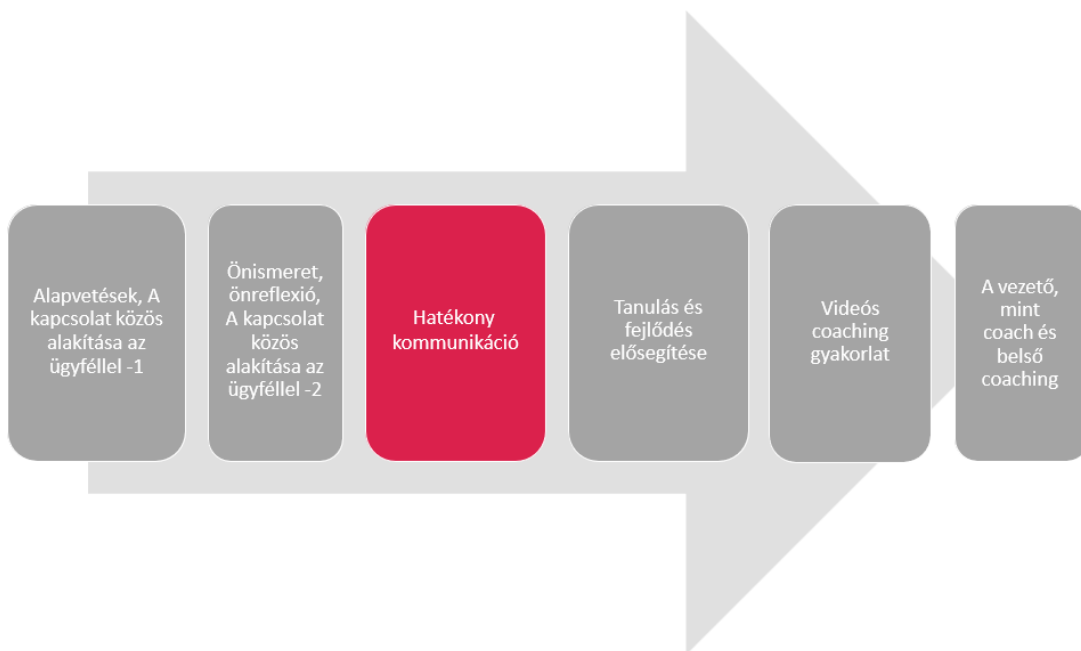 Alapvetések, A
kapcsolat közös
alakítása az
ügyféllel -1
Önismeret,
önreflexió,
A kapcsolat
közös
alakítása az
ügyféllel -2
Hatékony
kommunikáció
Tanulás és
fejlődés
elősegítése
Videós
coaching
gyakorlat
A vezető,
mint
coach és
belső
coaching